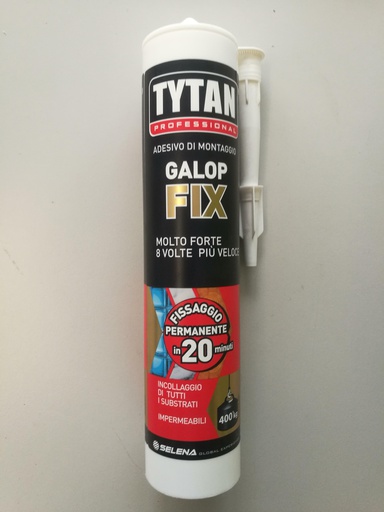 TYTAN
PROFESSIONAL
ADESIVO DI MONTAGGIO
GALOP
FIX
MOLTO FORTE
8 VOLTE PIÙ VELOCE
FISSAGGIO
PERMANENTE
in 20 minuti
INCOLLAGGIO
DI TUTTI
I SUBSTRATI
IMPERMEABILI
400 kg
SELENA